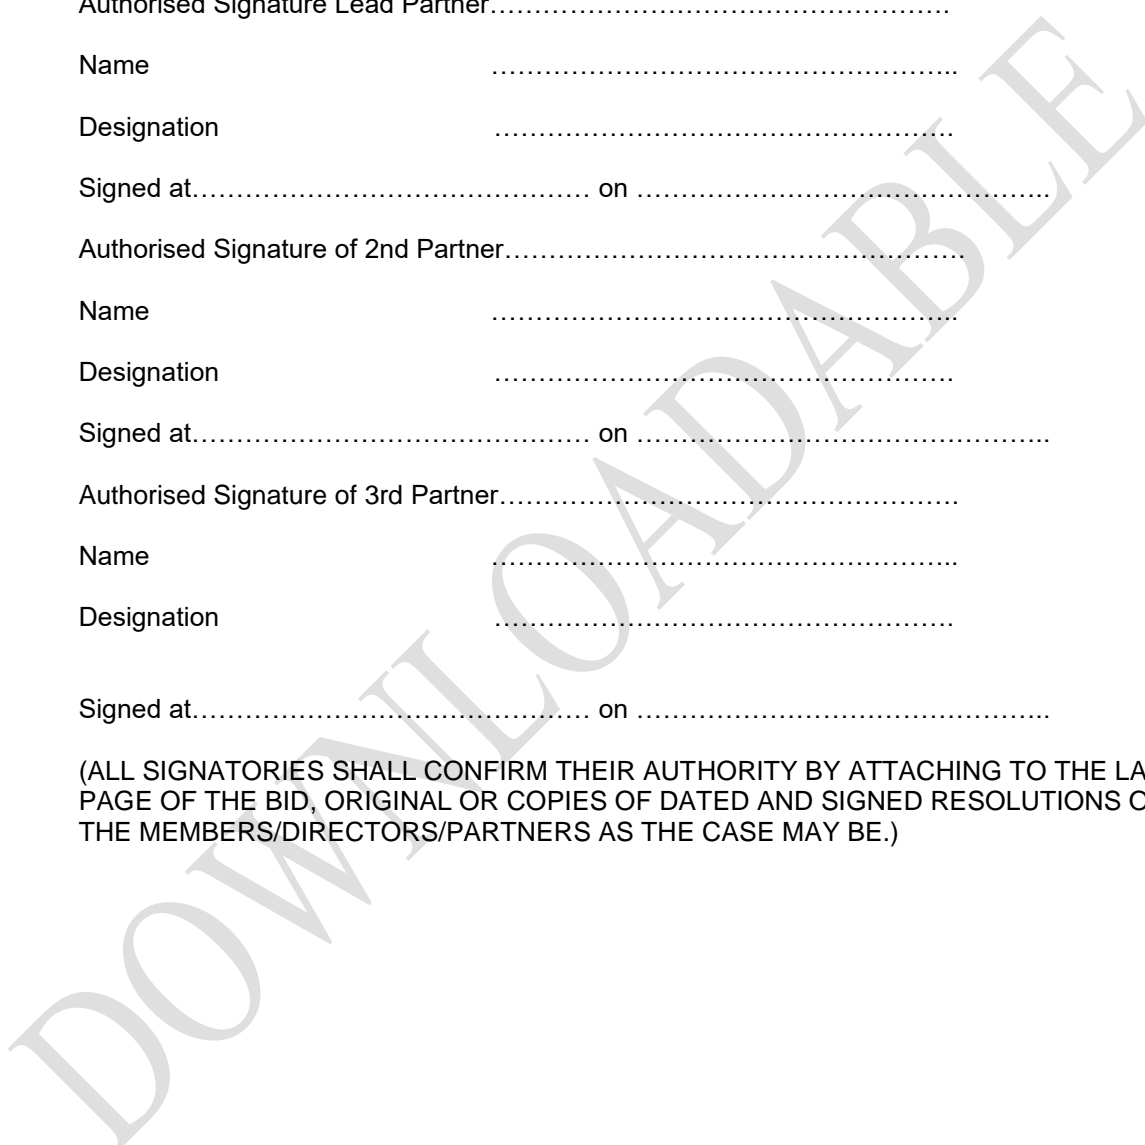 Authorised Signature Lead Partner…………………………………………….
Name ……………………………………………..
Designation …………………………………………….
Signed at……………………………………… on ………………………………………..
Authorised Signature of 2nd Partner…………………………………………….
Name ……………………………………………..
Designation …………………………………………….
Signed at……………………………………… on ………………………………………..
Authorised Signature of 3rd Partner…………………………………………….
Name ……………………………………………..
Designation …………………………………………….
Signed at……………………………………… on ………………………………………..
(ALL SIGNATORIES SHALL CONFIRM THEIR AUTHORITY BY ATTACHING TO THE
PAGE OF THE BID, ORIGINAL OR COPIES OF DATED AND SIGNED RESOLUTIONS
THE MEMBERS/DIRECTORS/PARTNERS AS THE CASE MAY BE.)
DOWNLOADABLE